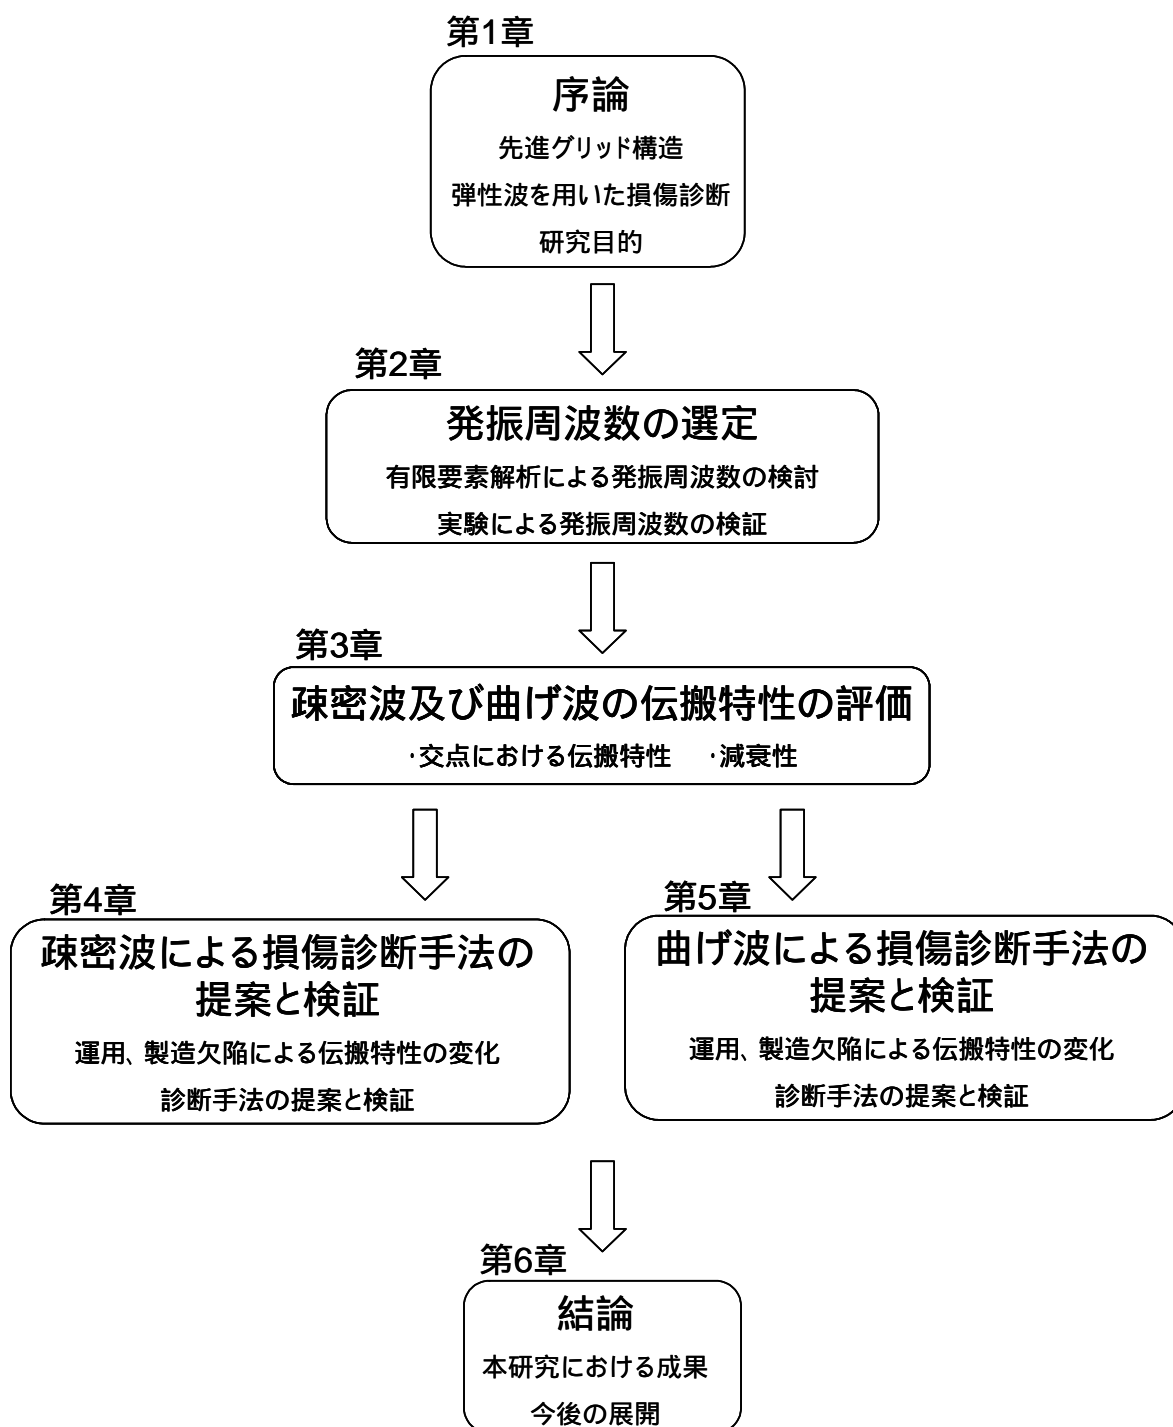 第1章
序論
先進グリッド構造
弾性波を用いた損傷診断
研究目的
第2章
発振周波数の選定
有限要素解析による発振周波数の検討
実験による発振周波数の検証
第3章
疎密波及び曲げ波の伝搬特性の評価
・交点における伝搬特性 ・減衰性
第4章
疎密波による損傷診断手法の
提案と検証
運用、製造欠陥による伝搬特性の変化
診断手法の提案と検証
第5章
曲げ波による損傷診断手法の
提案と検証
運用、製造欠陥による伝搬特性の変化
診断手法の提案と検証
第6章
結論
本研究における成果
今後の展開